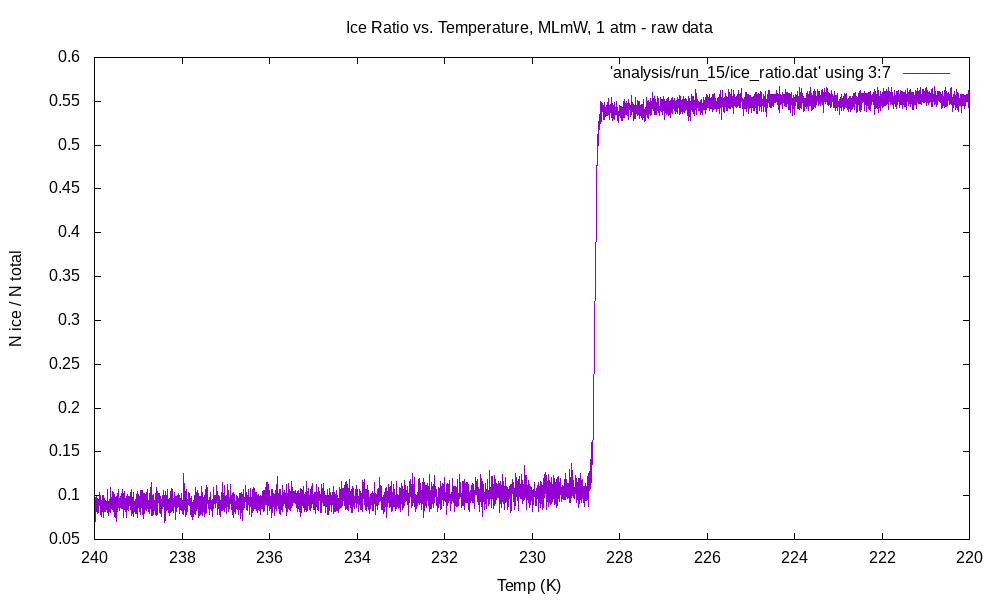 Ice Ratio vs. Temperature, MLmW, 1 atm - raw data
'analysis/run_15/ice_ratio.dat' using 3:7
0.6
0.55
0.5
0.45
0.4
0.35
0.3
0.25
0.2
0.15
0.1
0.05
N ice / N total
240 238 236 234 232 230 228 226 224 222 220
Temp (K)